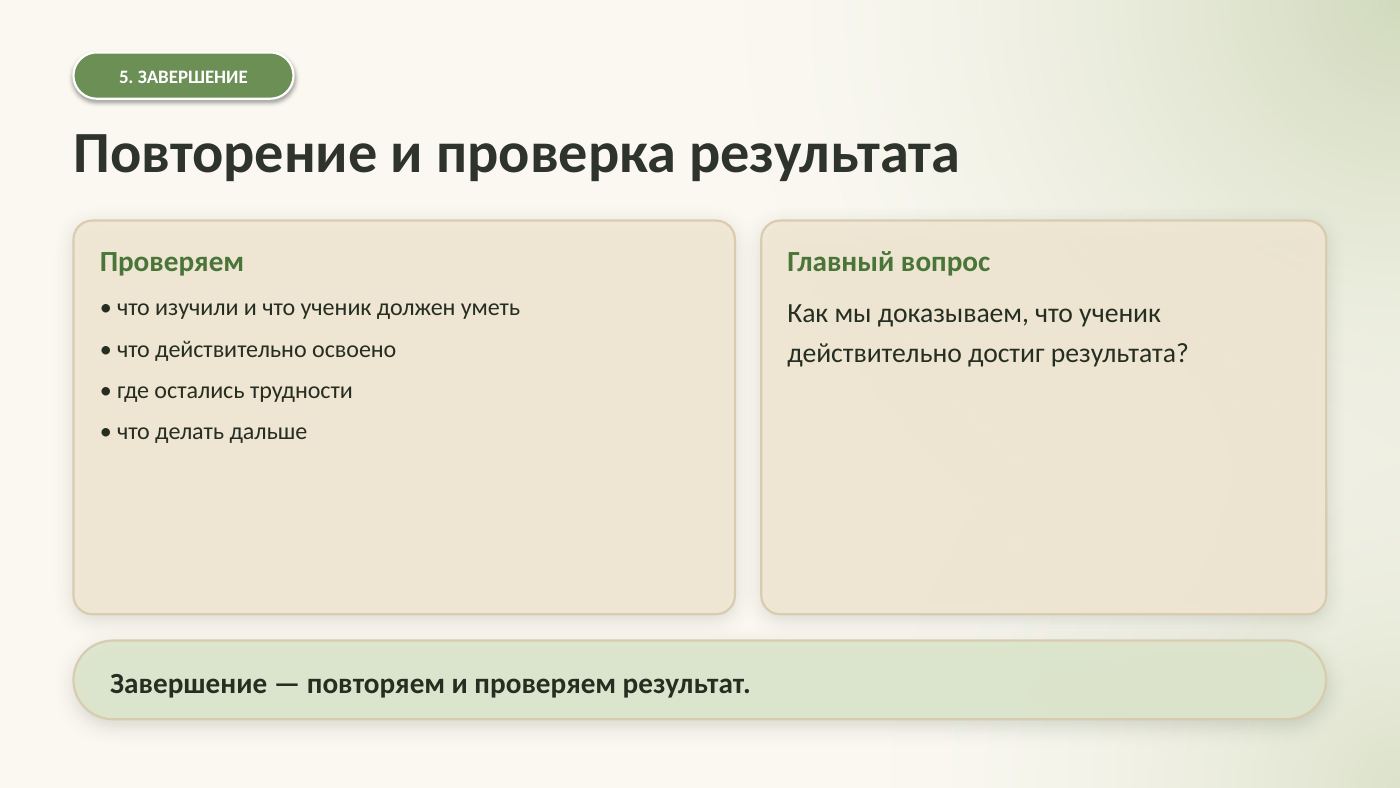 5. ЗАВЕРШЕНИЕ
Повторение и проверка результата
Проверяем
• что изучили и что ученик должен уметь
• что действительно освоено
• где остались трудности
• что делать дальше
Главный вопрос
Как мы доказываем, что ученик
действительно достиг результата?
Завершение — повторяем и проверяем результат.